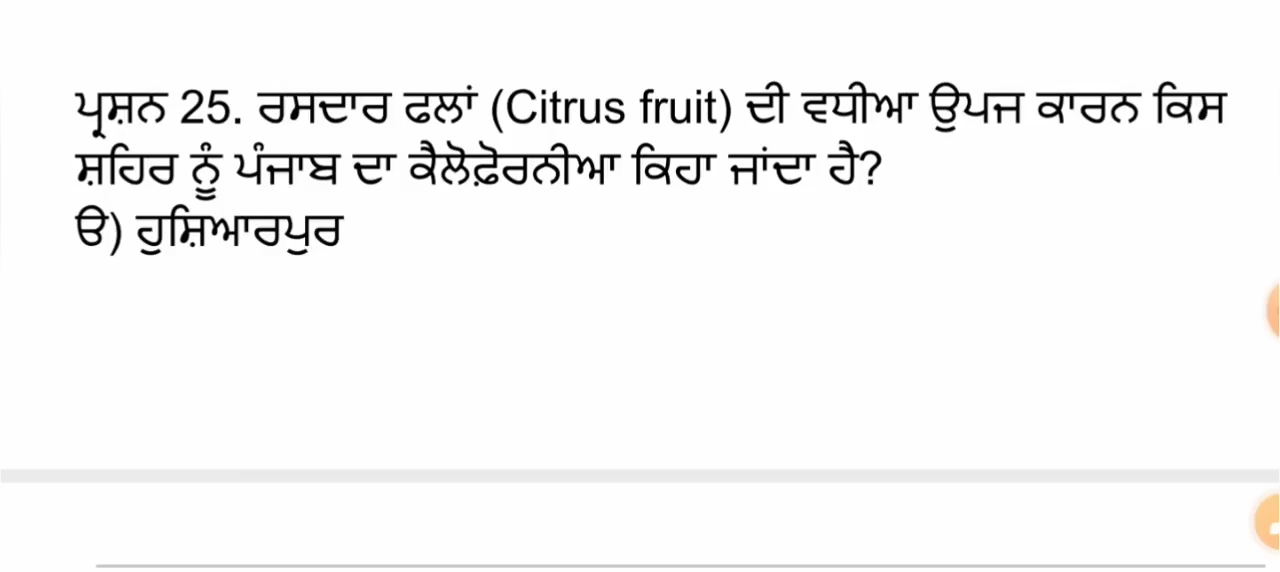 ਪ੍ਰਸ਼ਨ 25. ਰਸਦਾਰ ਫਲਾਂ (Citrus fruit) ਦੀ ਵਧੀਆ ਉਪਜ ਕਾਰਨ ਕਿਸ
ਸ਼ਹਿਰ ਨੂੰ ਪੰਜਾਬ ਦਾ ਕੈਲੋਫ਼ੋਰਨੀਆ ਕਿਹਾ ਜਾਂਦਾ ਹੈ?
ੳ) ਹੁਸ਼ਿਆਰਪੁਰ